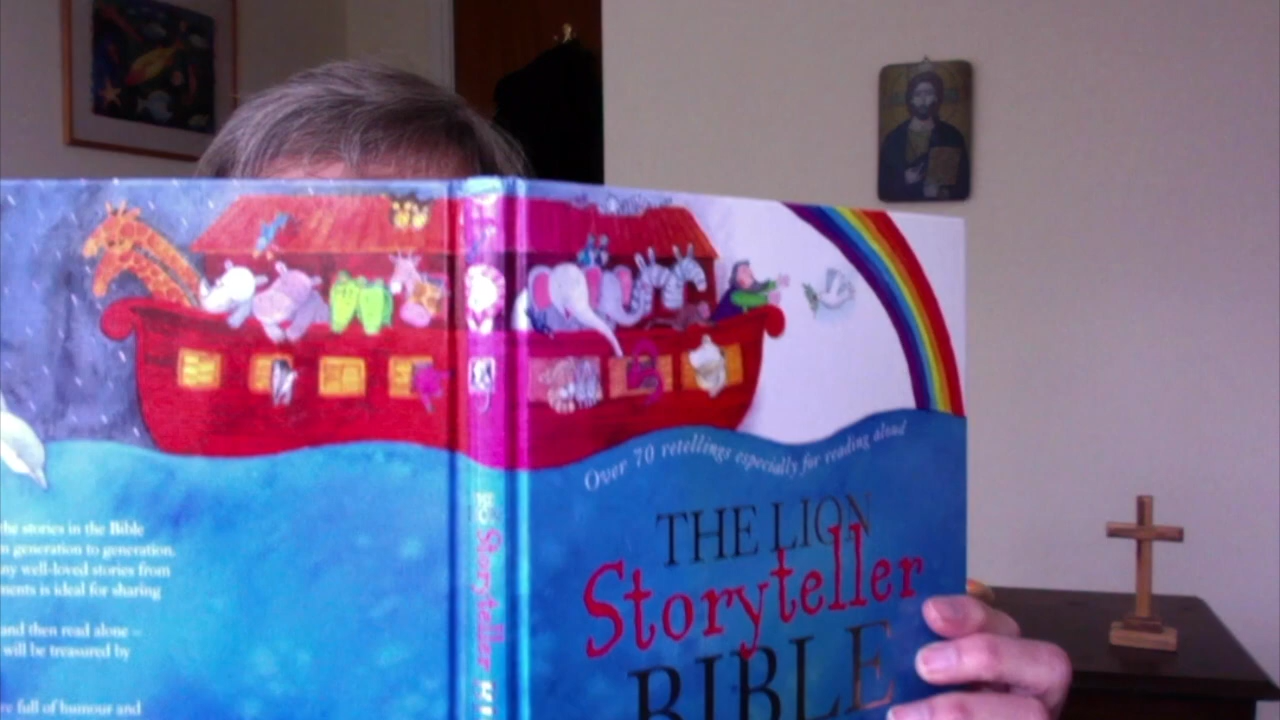 the stories in the Bible
generation to generation.
well-loved stories from
is ideal for sharing
and then read alone –
will be treasured by
full of humour and
Storyteller
Over 70 retellings especially for reading aloud
THE LION
Storyteller
BIBLE